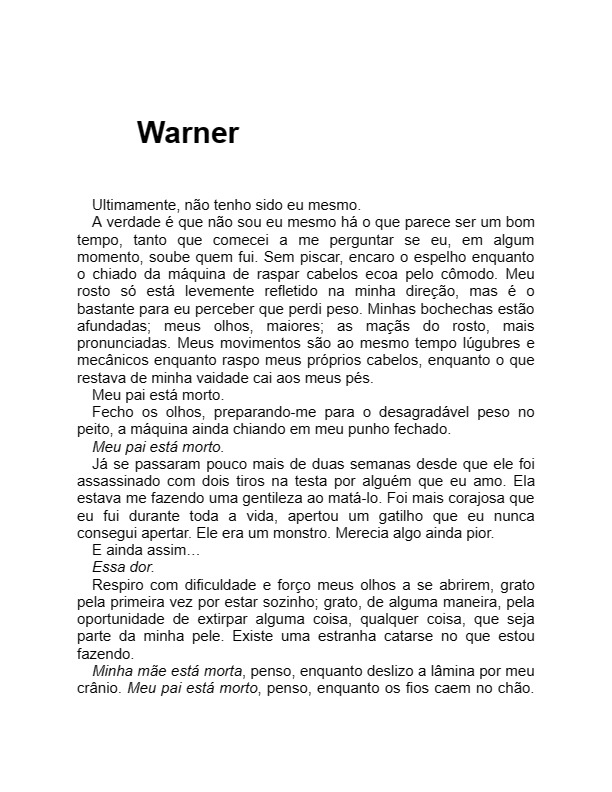 Warner
Ultimamente, não tenho sido eu mesmo.
A verdade é que não sou eu mesmo há o que parece ser um bom
tempo, tanto que comecei a me perguntar se eu, em algum
momento, soube quem fui. Sem piscar, encaro o espelho enquanto
o chiado da máquina de raspar cabelos ecoa pelo cômodo. Meu
rosto só está levemente refletido na minha direção, mas é o
bastante para eu perceber que perdi peso. Minhas bochechas estão
afundadas; meus olhos, maiores; as maçãs do rosto, mais
pronunciadas. Meus movimentos são ao mesmo tempo lúgubres e
mecânicos enquanto raspo meus próprios cabelos, enquanto o que
restava de minha vaidade cai aos meus pés.
Meu pai está morto.
Fecho os olhos, preparando-me para o desagradável peso no
peito, a máquina ainda chiando em meu punho fechado.
Meu pai está morto.
Já se passaram pouco mais de duas semanas desde que ele foi
assassinado com dois tiros na testa por alguém que eu amo. Ela
estava me fazendo uma gentileza ao matá-lo. Foi mais corajosa que
eu fui durante toda a vida, apertou um gatilho que eu nunca
consegui apertar. Ele era um monstro. Merecia algo ainda pior.
E ainda assim…
Essa dor.
Respiro com dificuldade e forço meus olhos a se abrirem, grato
pela primeira vez por estar sozinho; grato, de alguma maneira, pela
oportunidade de extirpar alguma coisa, qualquer coisa, que seja
parte da minha pele. Existe uma estranha catarse no que estou
fazendo.
Minha mãe está morta, penso, enquanto deslizo a lâmina por meu
crânio. Meu pai está morto, penso, enquanto os fios caem no chão.